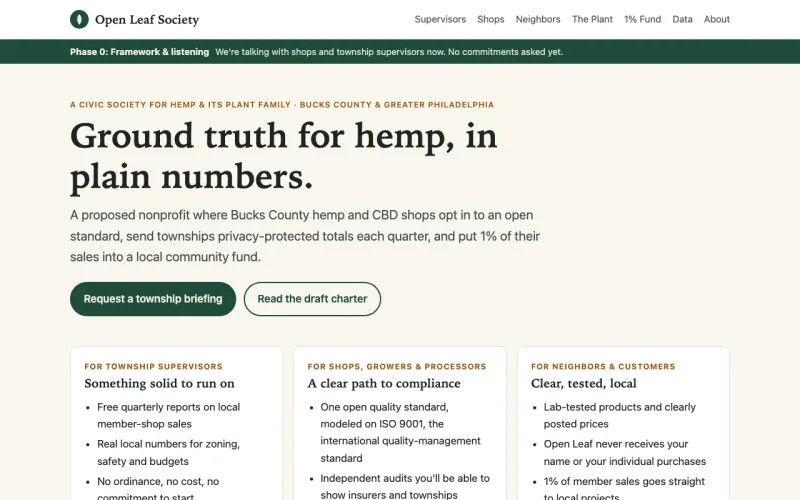 Open Leaf Society
Supervisors Shops Neighbors The Plant 1% Fund Data About
Phase 0: Framework & listening We're talking with shops and township supervisors now. No commitments asked yet.
A CIVIC SOCIETY FOR HEMP & ITS PLANT FAMILY · BUCKS COUNTY & GREATER PHILADELPHIA
Ground truth for hemp, in
plain numbers.
A proposed nonprofit where Bucks County hemp and CBD shops opt in to an open
standard, send townships privacy-protected totals each quarter, and put 1% of their
sales into a local community fund.
Request a township briefing
Read the draft charter
FOR TOWNSHIP SUPERVISORS
Something solid to run on
• Free quarterly reports on local
member-shop sales
• Real local numbers for zoning,
safety and budgets
• No ordinance, no cost, no
commitment to start
FOR SHOPS, GROWERS & PROCESSORS
A clear path to compliance
• One open quality standard,
modeled on ISO 9001, the
international quality-management
standard
• Independent audits you'll be able to
show insurers and townships
FOR NEIGHBORS & CUSTOMERS
Clear, tested, local
• Lab-tested products and clearly
posted prices
• Open Leaf never receives your
name or your individual purchases
• 1% of member sales goes straight
to local projects